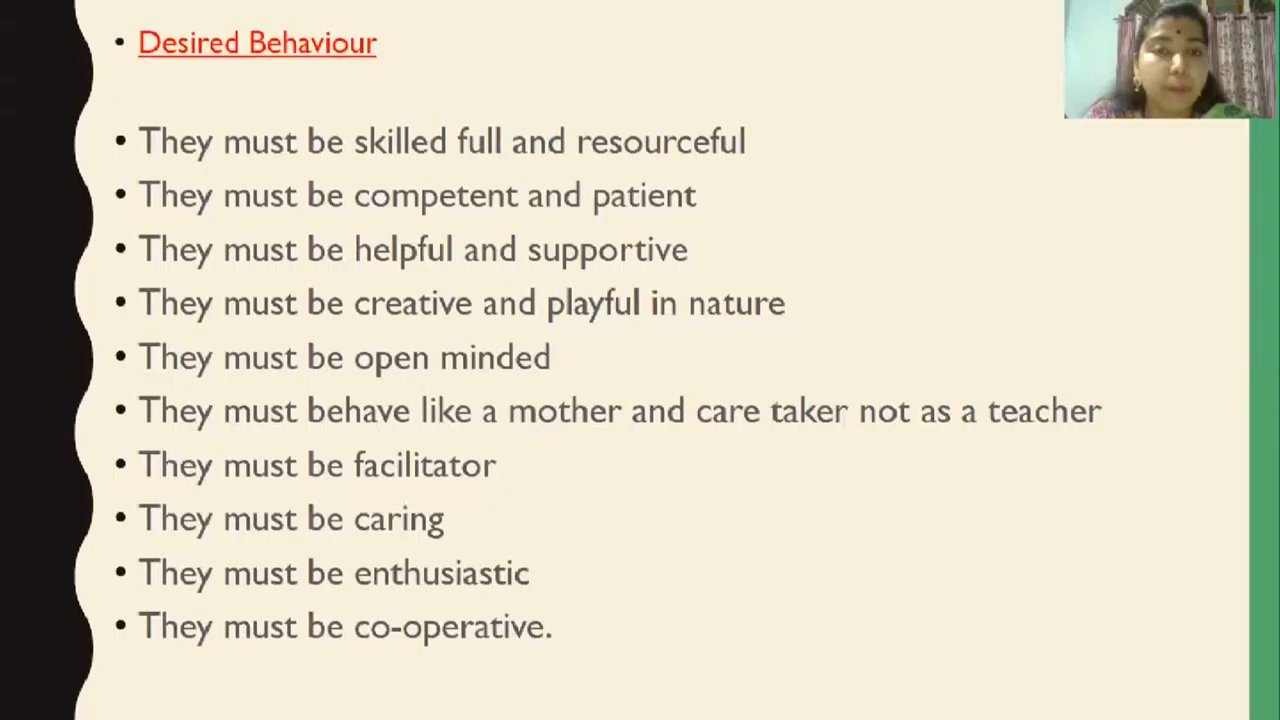 • Desired Behaviour
• They must be skilled full and resourceful
• They must be competent and patient
• They must be helpful and supportive
• They must be creative and playful in nature
• They must be open minded
• They must behave like a mother and care taker not as a teacher
• They must be facilitator
• They must be caring
• They must be enthusiastic
• They must be co-operative.